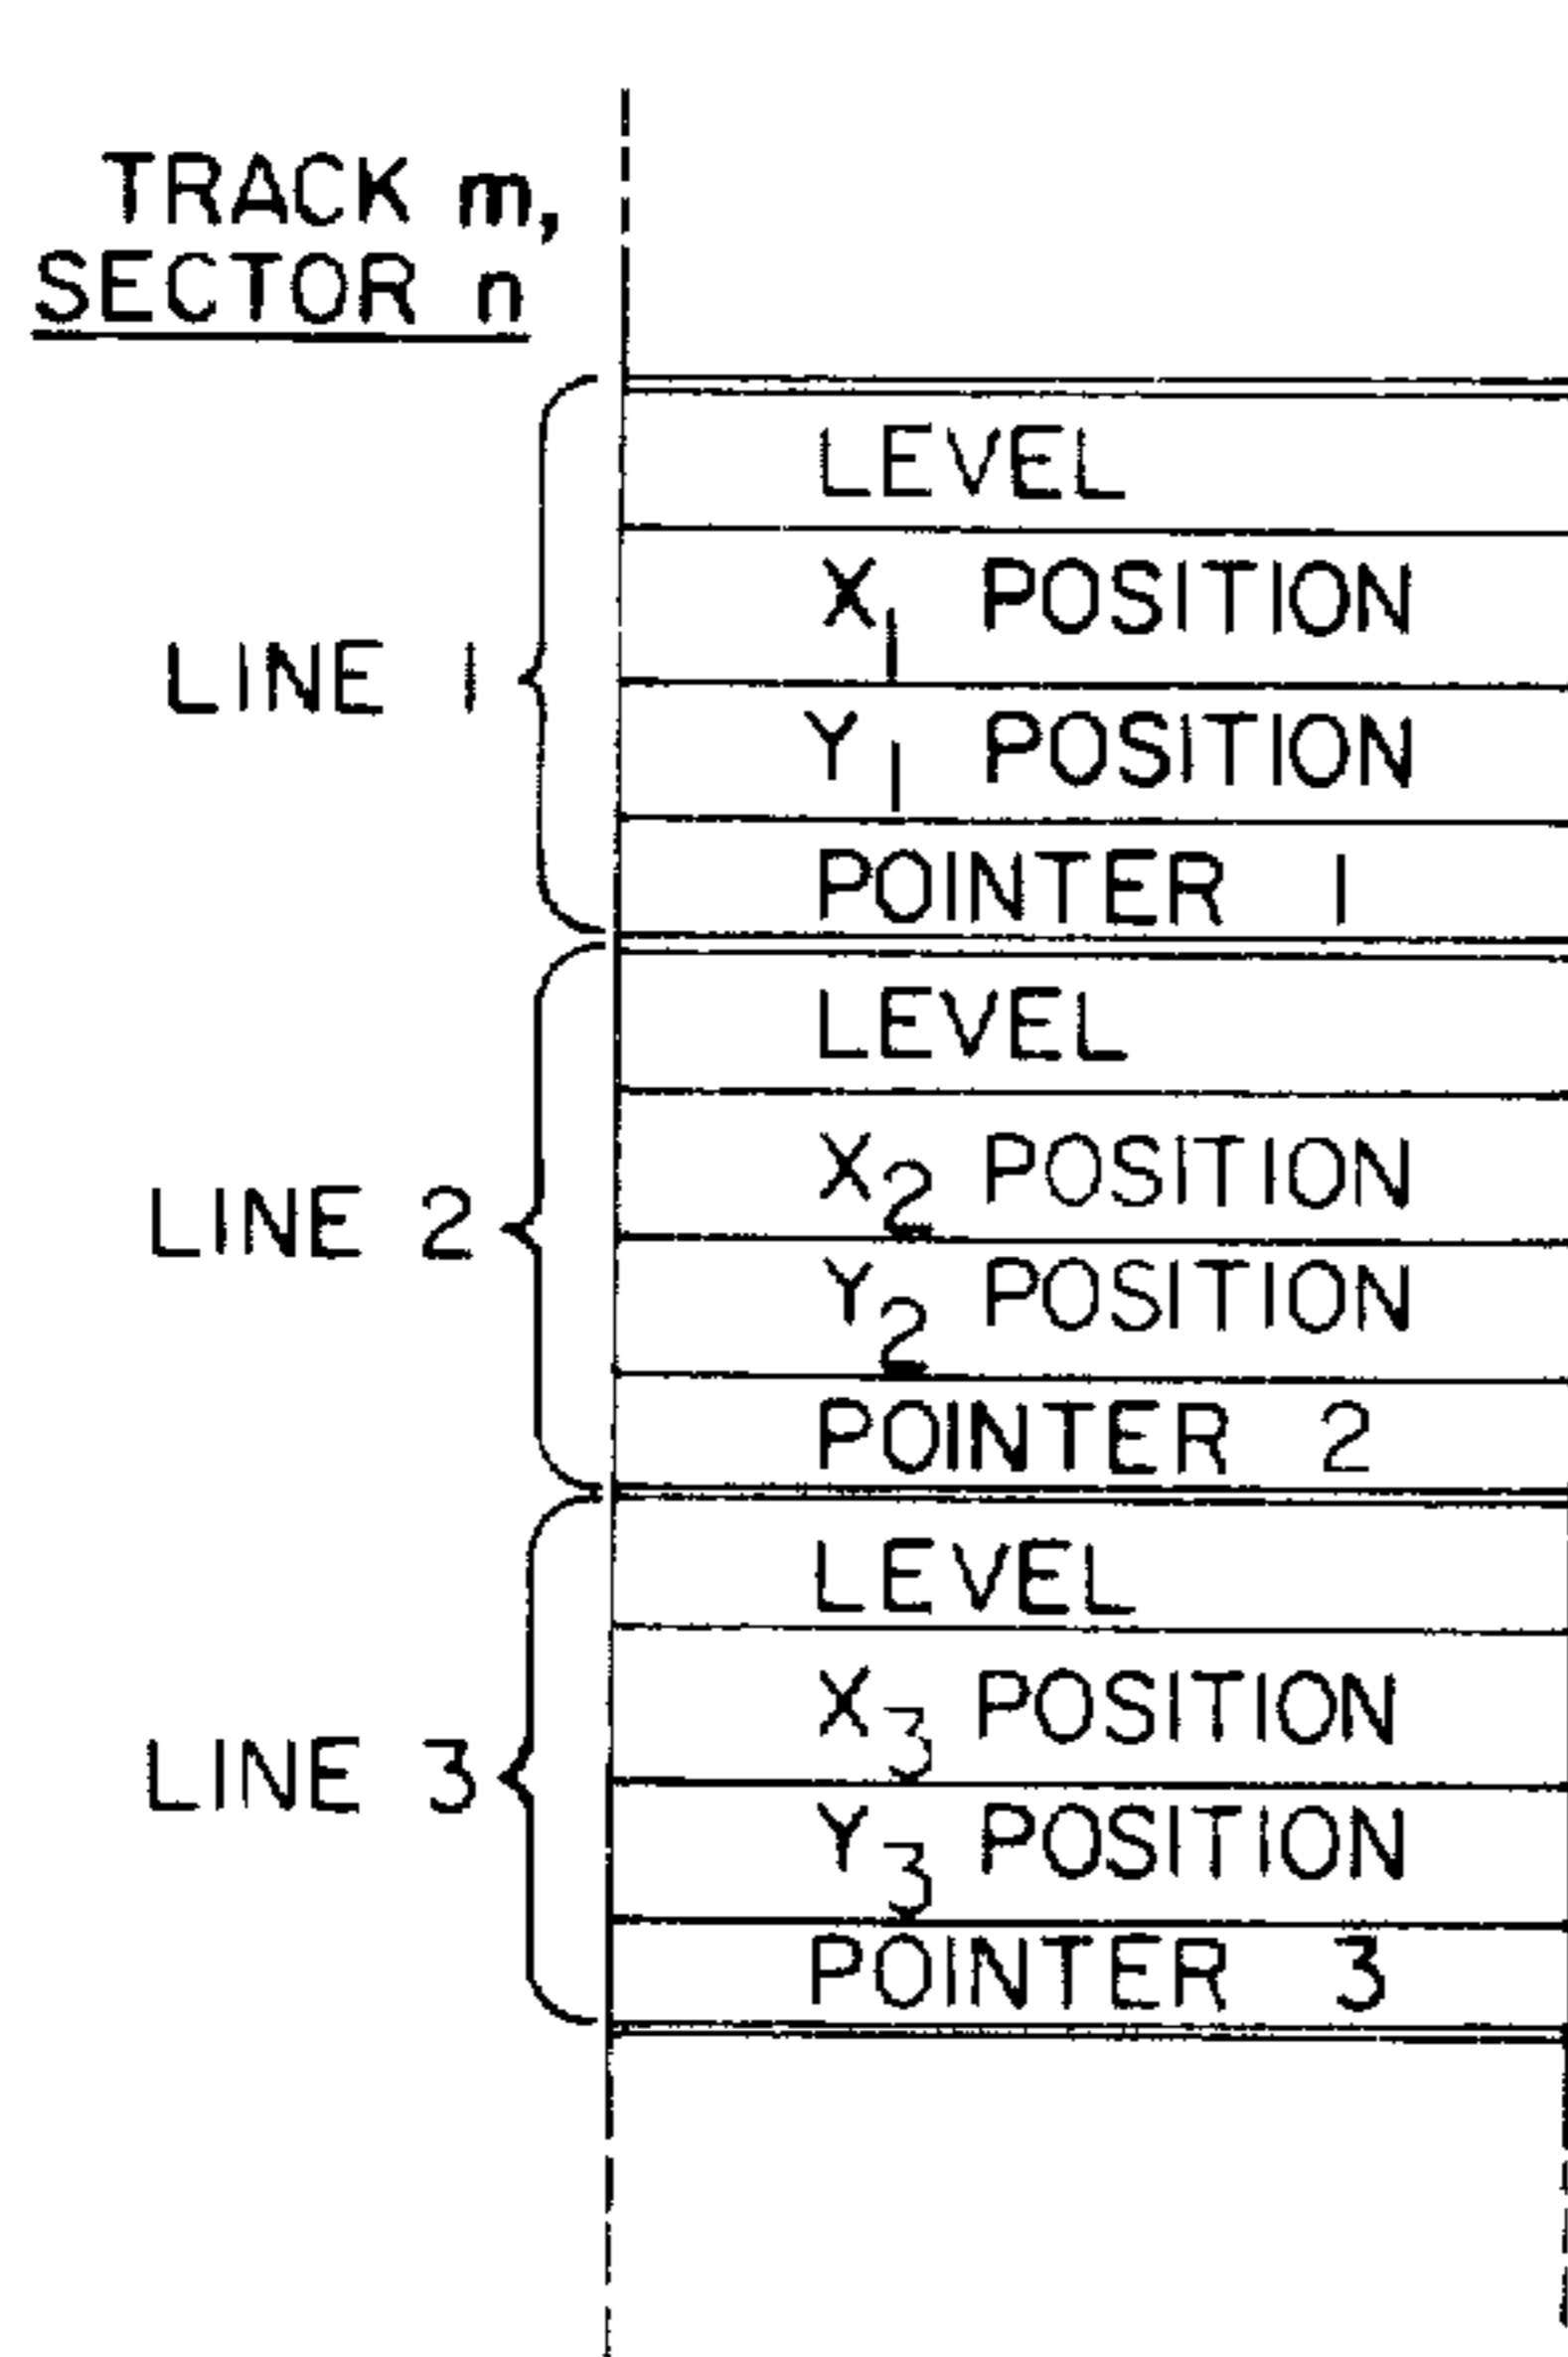 TRACK m,
SECTOR n
LINE 1
LEVEL
X1 POSITION
Y1 POSITION
POINTER 1
LINE 2
LEVEL
X2 POSITION
Y2 POSITION
POINTER 2
LINE 3
LEVEL
X3 POSITION
Y3 POSITION
POINTER 3